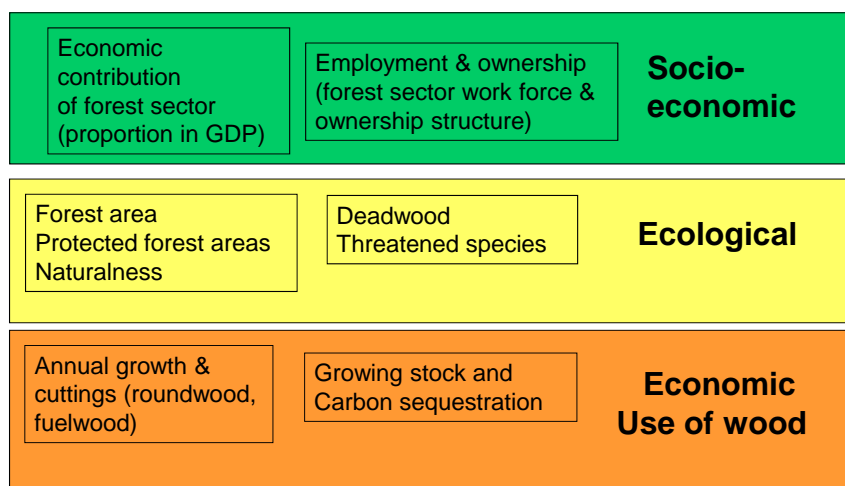 Economic
contribution
of forest sector
(proportion in GDP)
Employment & ownership
(forest sector work force &
ownership structure)
Socio-
economic
Forest area
Protected forest areas
Naturalness
Deadwood
Threatened species
Ecological
Annual growth &
cuttings (roundwood,
fuelwood)
Growing stock and
Carbon sequestration
Economic
Use of wood